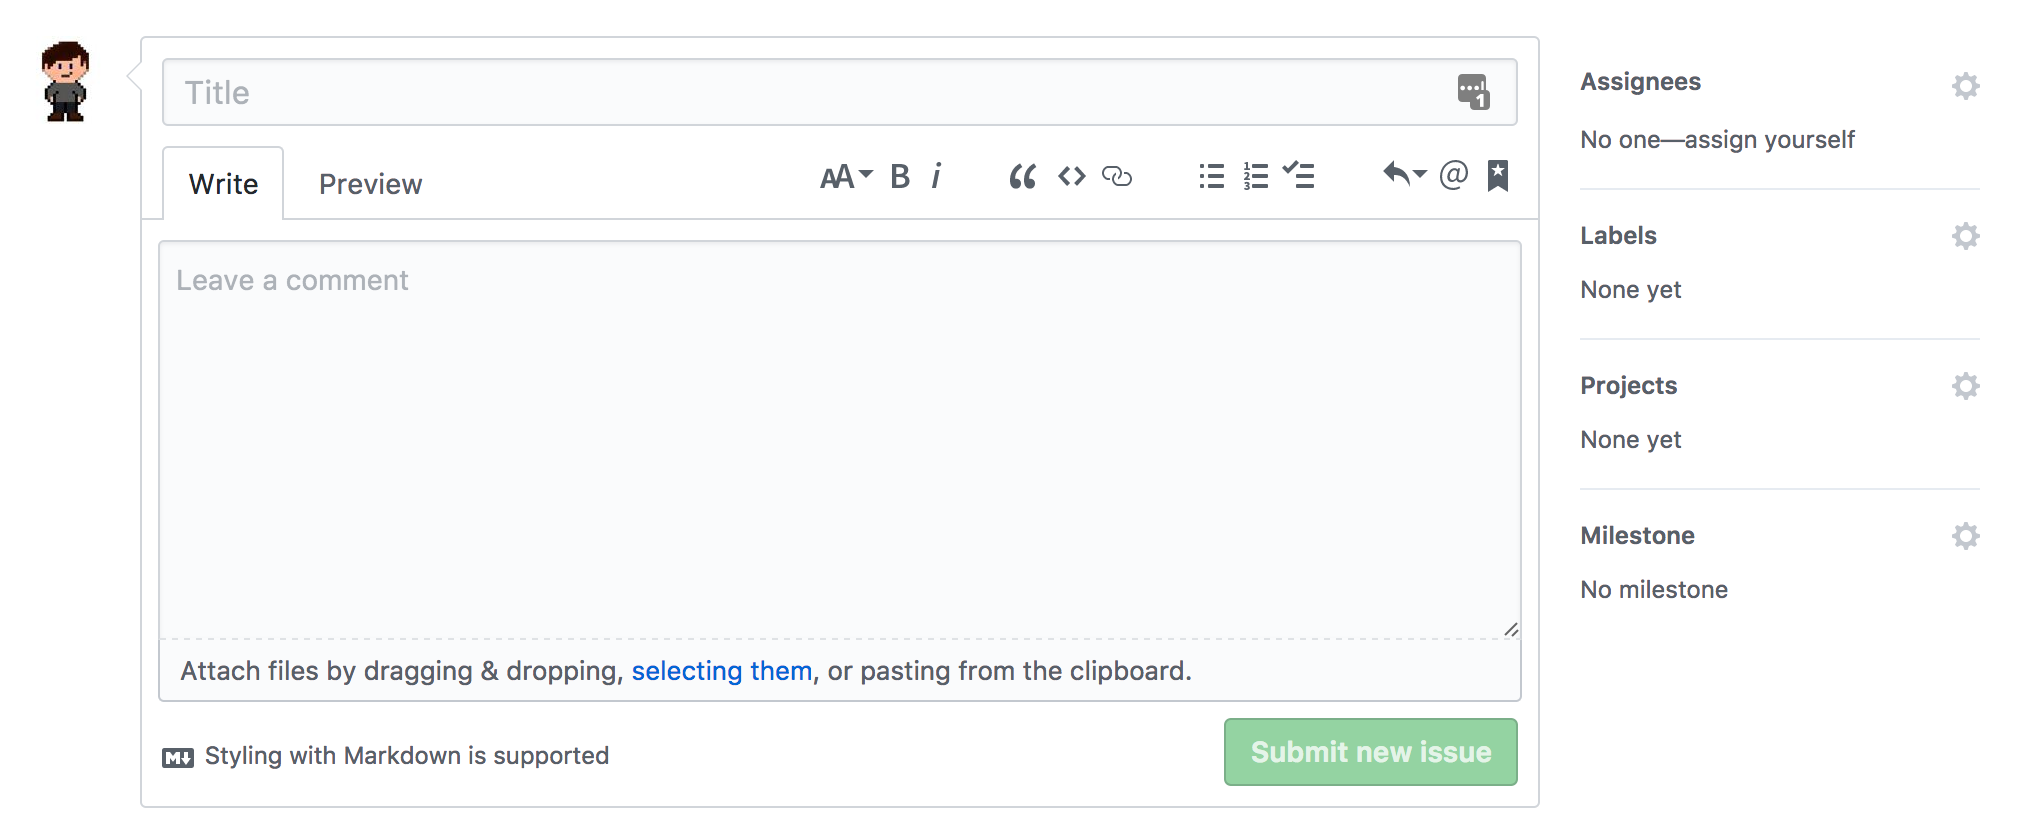 Title
1
Write
Preview
AA
B
i
@
Leave a comment
Attach files by dragging & dropping, selecting them, or pasting from the clipboard.
M↓ Styling with Markdown is supported
Submit new issue
Assignees
No one—assign yourself
Labels
None yet
Projects
None yet
Milestone
No milestone